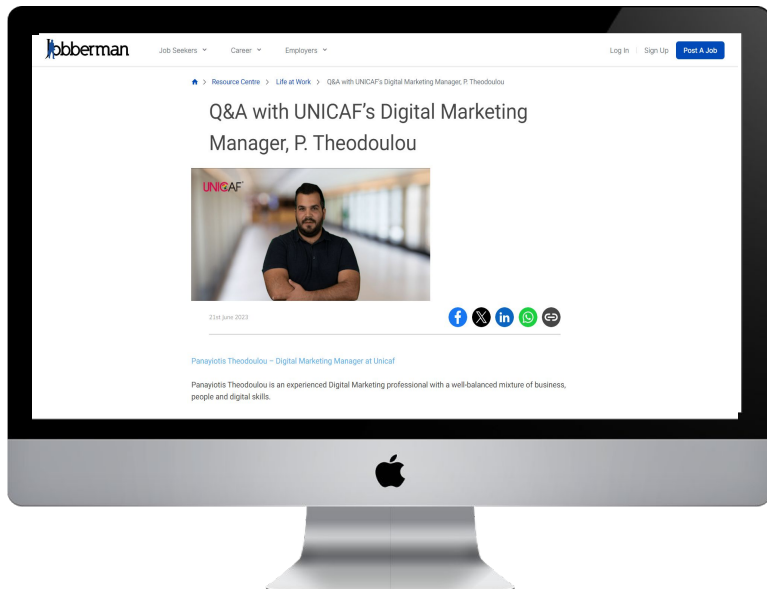 Jobberman
Job Seekers
Career
Employers
Log In
Sign Up
Post A Job
> Resource Centre > Life at Work > Q&A with UNICAF's Digital Marketing Manager, P. Theodoulou
Q&A with UNICAF’s Digital Marketing
Manager, P. Theodoulou
UNICAF
21st June 2023
Panayiotis Theodoulou – Digital Marketing Manager at Unicaf
Panayiotis Theodoulou is an experienced Digital Marketing professional with a well-balanced mixture of business,
people and digital skills.